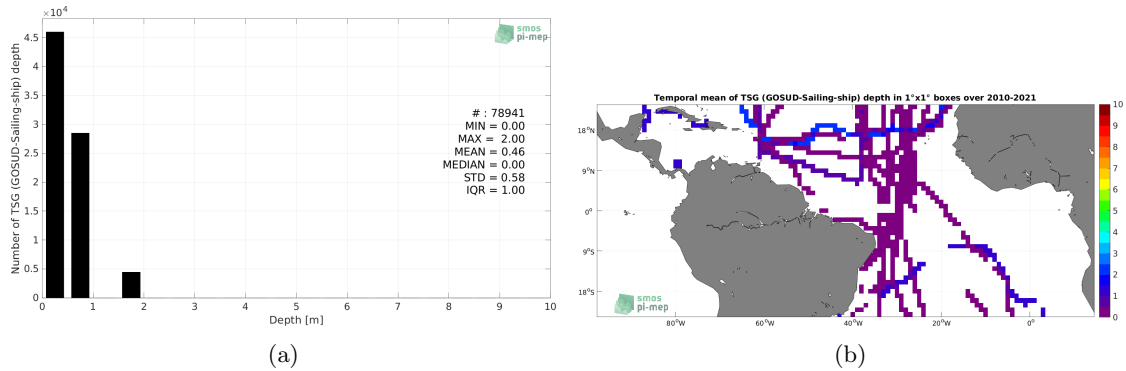 ×10⁴
4.5
4
3.5
3
2.5
2
1.5
1
0.5
0
Number of TSG (GOSUD-Sailing-ship) depth
0 1 2 3 4 5 6 7 8 9 10
Depth [m]
smos
pi-mep
# : 78941
MIN = 0.00
MAX = 2.00
MEAN = 0.46
MEDIAN = 0.00
STD = 0.58
IQR = 1.00
(a)
Temporal mean of TSG (GOSUD-Sailing-ship) depth in 1°x1° boxes over 2010-2021
18°N
9°N
0°
9°S
18°S
80°W 60°W 40°W 20°W 0°
smos
pi-mep
10
9
8
7
6
5
4
3
2
1
0
(b)